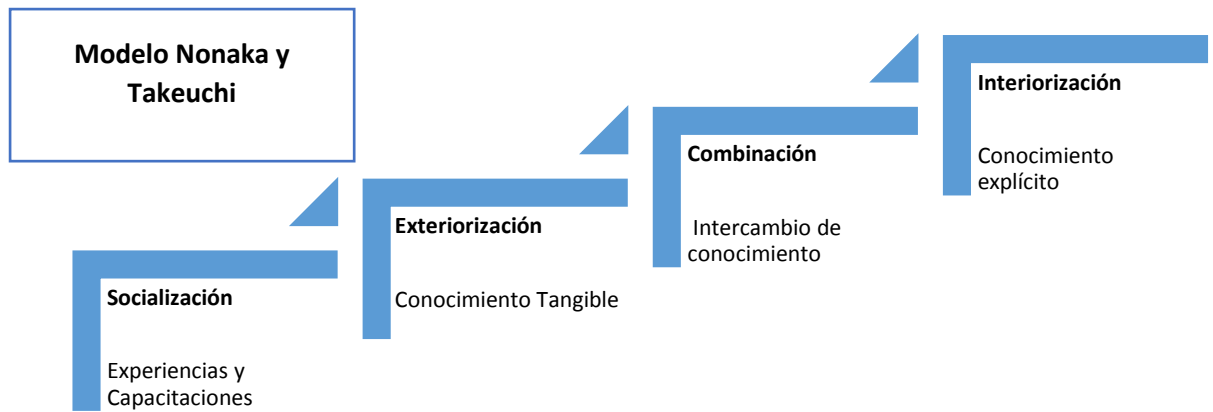 Modelo Nonaka y
Takeuchi
Socialización
Experiencias y
Capacitaciones
Exteriorización
Conocimiento Tangible
Combinación
Intercambio de
conocimiento
Interiorización
Conocimiento
explícito